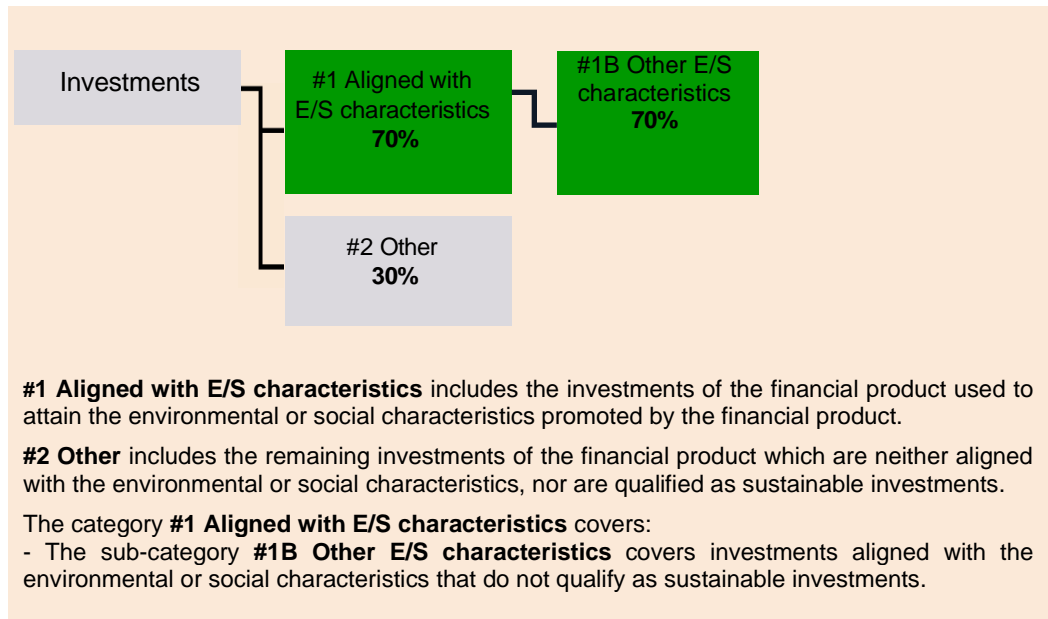 Investments
#1 Aligned with
E/S characteristics
70%
#1B Other E/S
characteristics
70%
#2 Other
30%
#1 Aligned with E/S characteristics includes the investments of the financial product used to
attain the environmental or social characteristics promoted by the financial product.
#2 Other includes the remaining investments of the financial product which are neither aligned
with the environmental or social characteristics, nor are qualified as sustainable investments.
The category #1 Aligned with E/S characteristics covers:
- The sub-category #1B Other E/S characteristics covers investments aligned with the
environmental or social characteristics that do not qualify as sustainable investments.